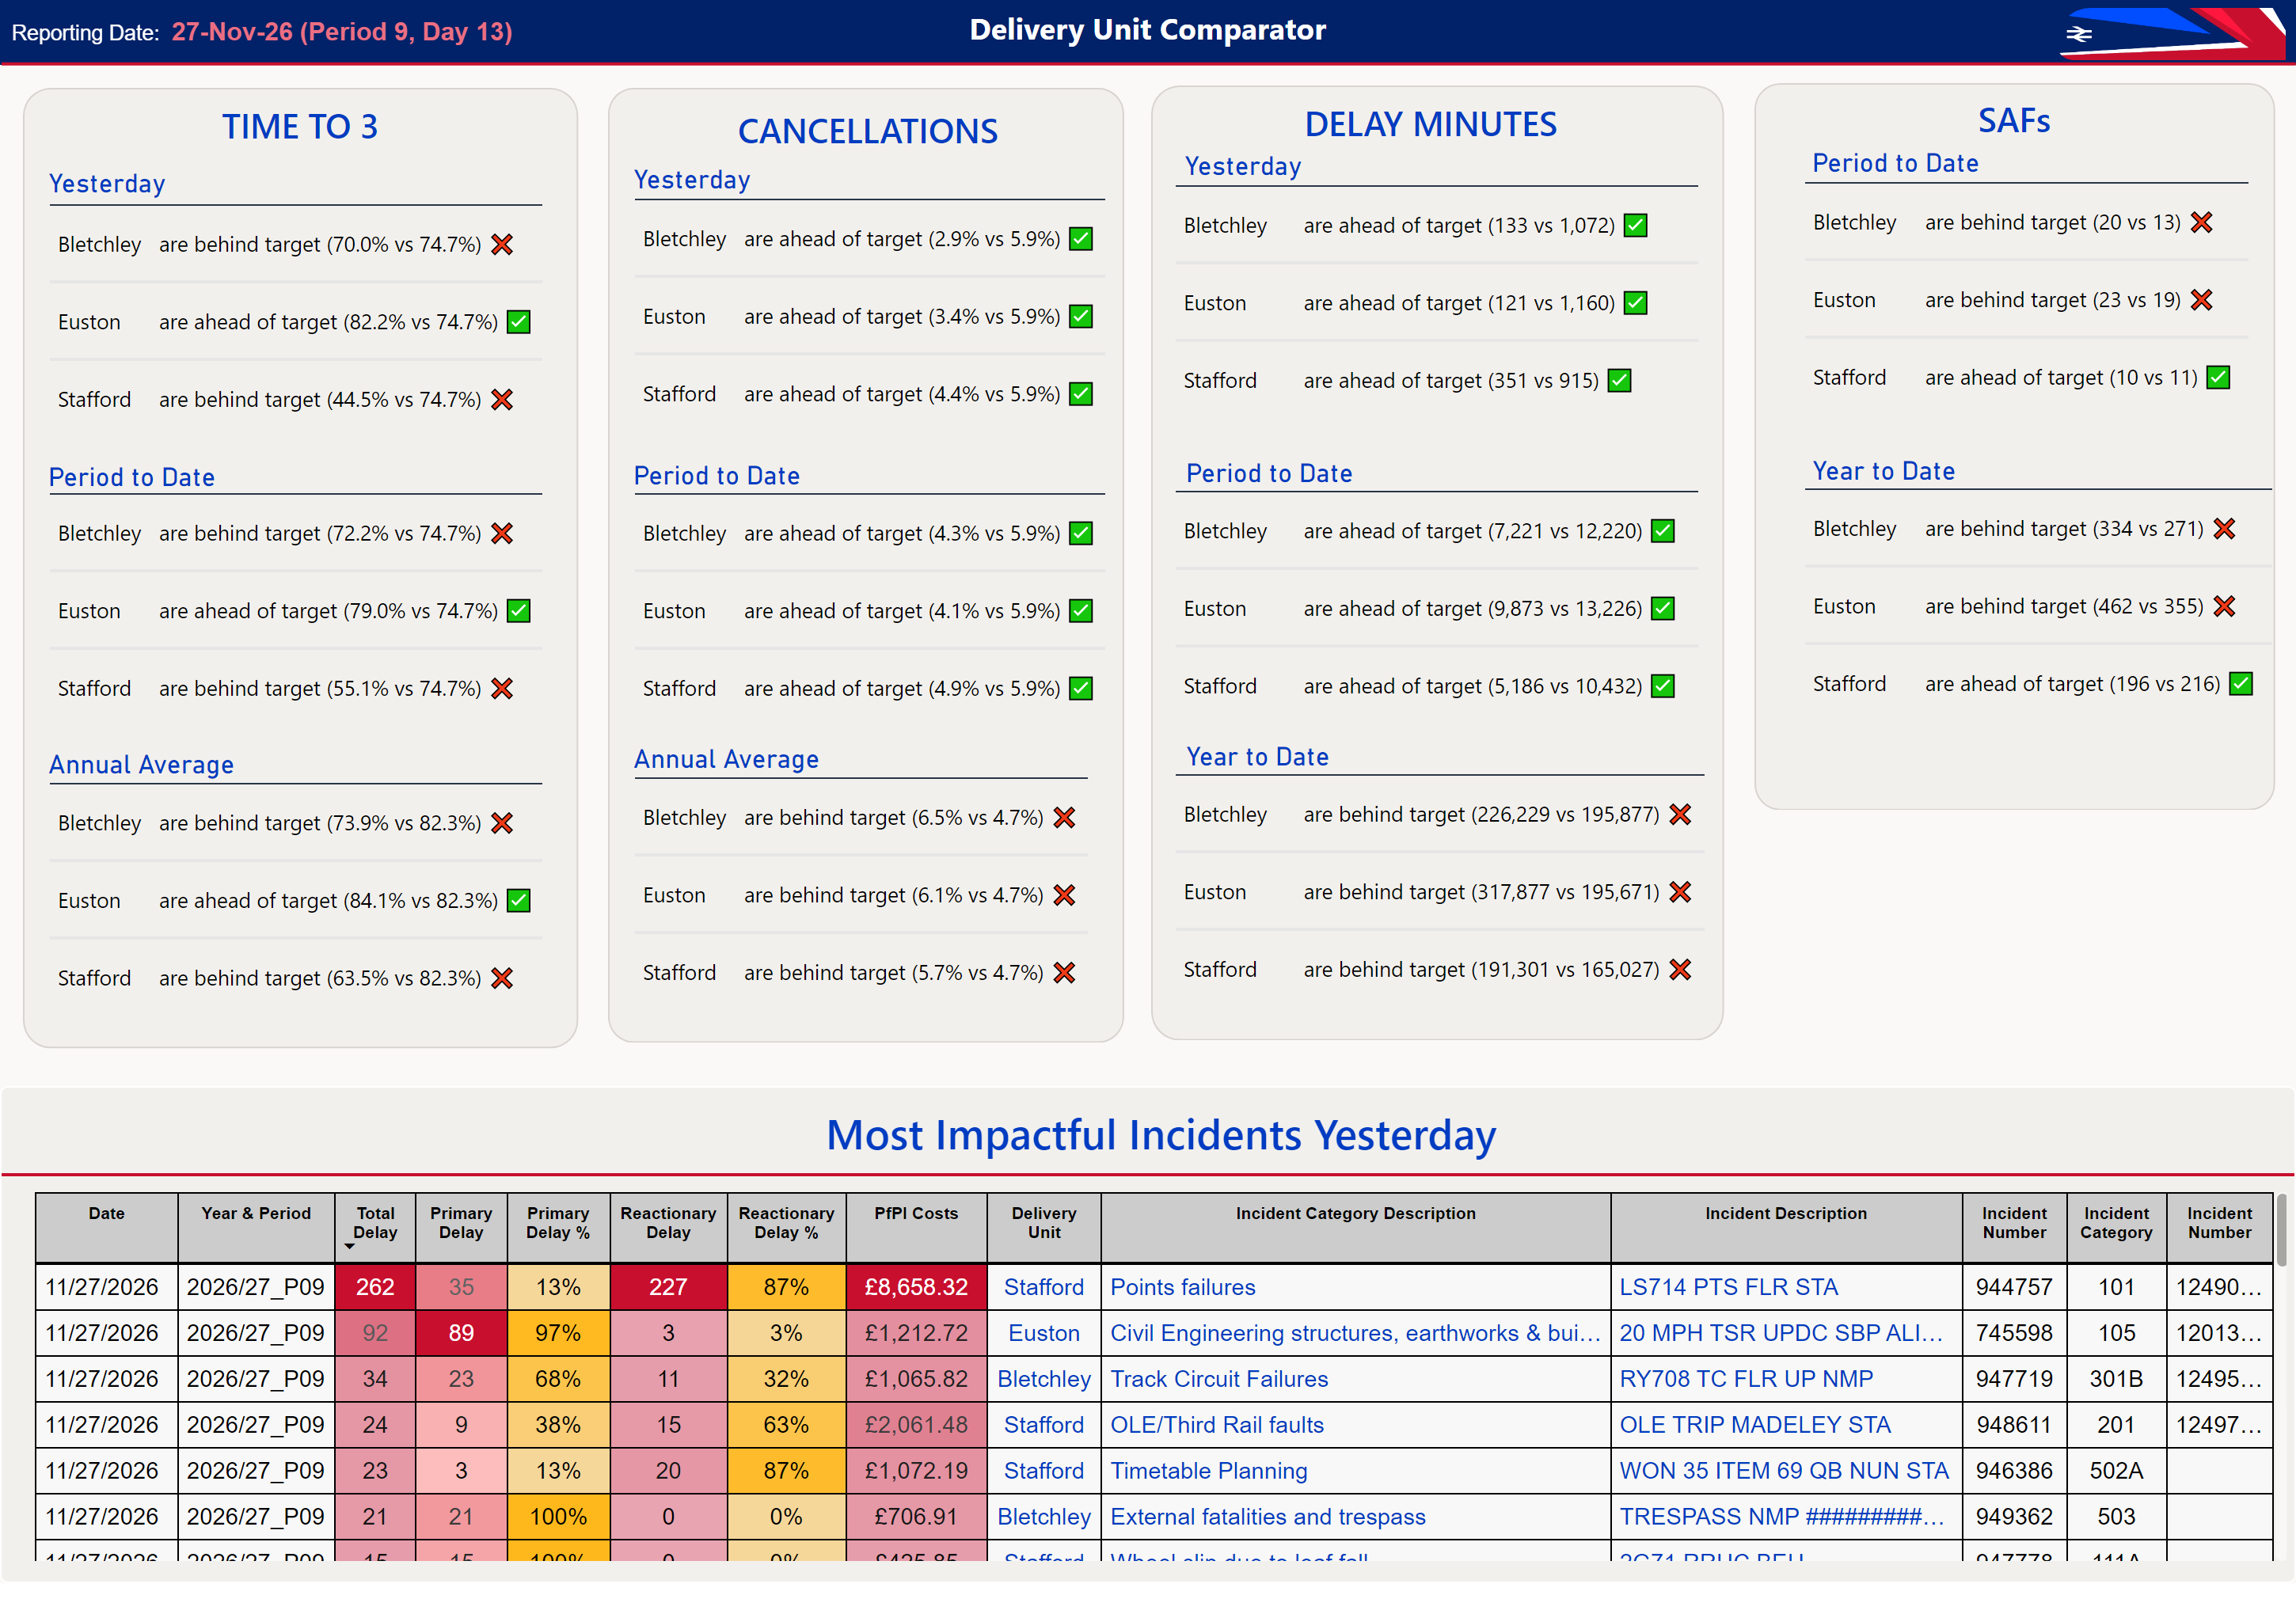 Reporting Date: 27-Nov-26 (Period 9, Day 13)
Delivery Unit Comparator
TIME TO 3
Yesterday
Bletchley are behind target (70.0% vs 74.7%) ❌
Euston are ahead of target (82.2% vs 74.7%) ✅
Stafford are behind target (44.5% vs 74.7%) ❌
Period to Date
Bletchley are behind target (72.2% vs 74.7%) ❌
Euston are ahead of target (79.0% vs 74.7%) ✅
Stafford are behind target (55.1% vs 74.7%) ❌
Annual Average
Bletchley are behind target (73.9% vs 82.3%) ❌
Euston are ahead of target (84.1% vs 82.3%) ✅
Stafford are behind target (63.5% vs 82.3%) ❌
CANCELLATIONS
Yesterday
Bletchley are ahead of target (2.9% vs 5.9%) ✅
Euston are ahead of target (3.4% vs 5.9%) ✅
Stafford are ahead of target (4.4% vs 5.9%) ✅
Period to Date
Bletchley are ahead of target (4.3% vs 5.9%) ✅
Euston are ahead of target (4.1% vs 5.9%) ✅
Stafford are ahead of target (4.9% vs 5.9%) ✅
Annual Average
Bletchley are behind target (6.5% vs 4.7%) ❌
Euston are behind target (6.1% vs 4.7%) ❌
Stafford are behind target (5.7% vs 4.7%) ❌
DELAY MINUTES
Yesterday
Bletchley are ahead of target (133 vs 1,072) ✅
Euston are ahead of target (121 vs 1,160) ✅
Stafford are ahead of target (351 vs 915) ✅
Period to Date
Bletchley are ahead of target (7,221 vs 12,220) ✅
Euston are ahead of target (9,873 vs 13,226) ✅
Stafford are ahead of target (5,186 vs 10,432) ✅
Year to Date
Bletchley are behind target (226,229 vs 195,877) ❌
Euston are behind target (317,877 vs 195,671) ❌
Stafford are behind target (191,301 vs 165,027) ❌
SAFs
Period to Date
Bletchley are behind target (20 vs 13) ❌
Euston are behind target (23 vs 19) ❌
Stafford are ahead of target (10 vs 11) ✅
Year to Date
Bletchley are behind target (334 vs 271) ❌
Euston are behind target (462 vs 355) ❌
Stafford are ahead of target (196 vs 216) ✅
Most Impactful Incidents Yesterday
Date Year & Period Total Delay Primary Delay Primary Delay % Reactionary Delay Reactionary Delay % PfPI Costs Delivery Unit Incident Category Description Incident Description Incident Number Incident Category Incident Number
11/27/2026 2026/27_P09 262 35 13% 227 87% £8,658.32 Stafford Points failures LS714 PTS FLR STA 944757 101 12490...
11/27/2026 2026/27_P09 92 89 97% 3 3% £1,212.72 Euston Civil Engineering structures, earthworks & bui... 20 MPH TSR UPDC SBP ALI... 745598 105 12013...
11/27/2026 2026/27_P09 34 23 68% 11 32% £1,065.82 Bletchley Track Circuit Failures RY708 TC FLR UP NMP 947719 301B 12495...
11/27/2026 2026/27_P09 24 9 38% 15 63% £2,061.48 Stafford OLE/Third Rail faults OLE TRIP MADELEY STA 948611 201 12497...
11/27/2026 2026/27_P09 23 3 13% 20 87% £1,072.19 Stafford Timetable Planning WON 35 ITEM 69 QB NUN STA 946386 502A
11/27/2026 2026/27_P09 21 21 100% 0 0% £706.91 Bletchley External fatalities and trespass TRESPASS NMP #########... 949362 503
11/27/2026 2026/27_P09 15 15 100% 0 0% Stafford Wheel slip due to leaf fall